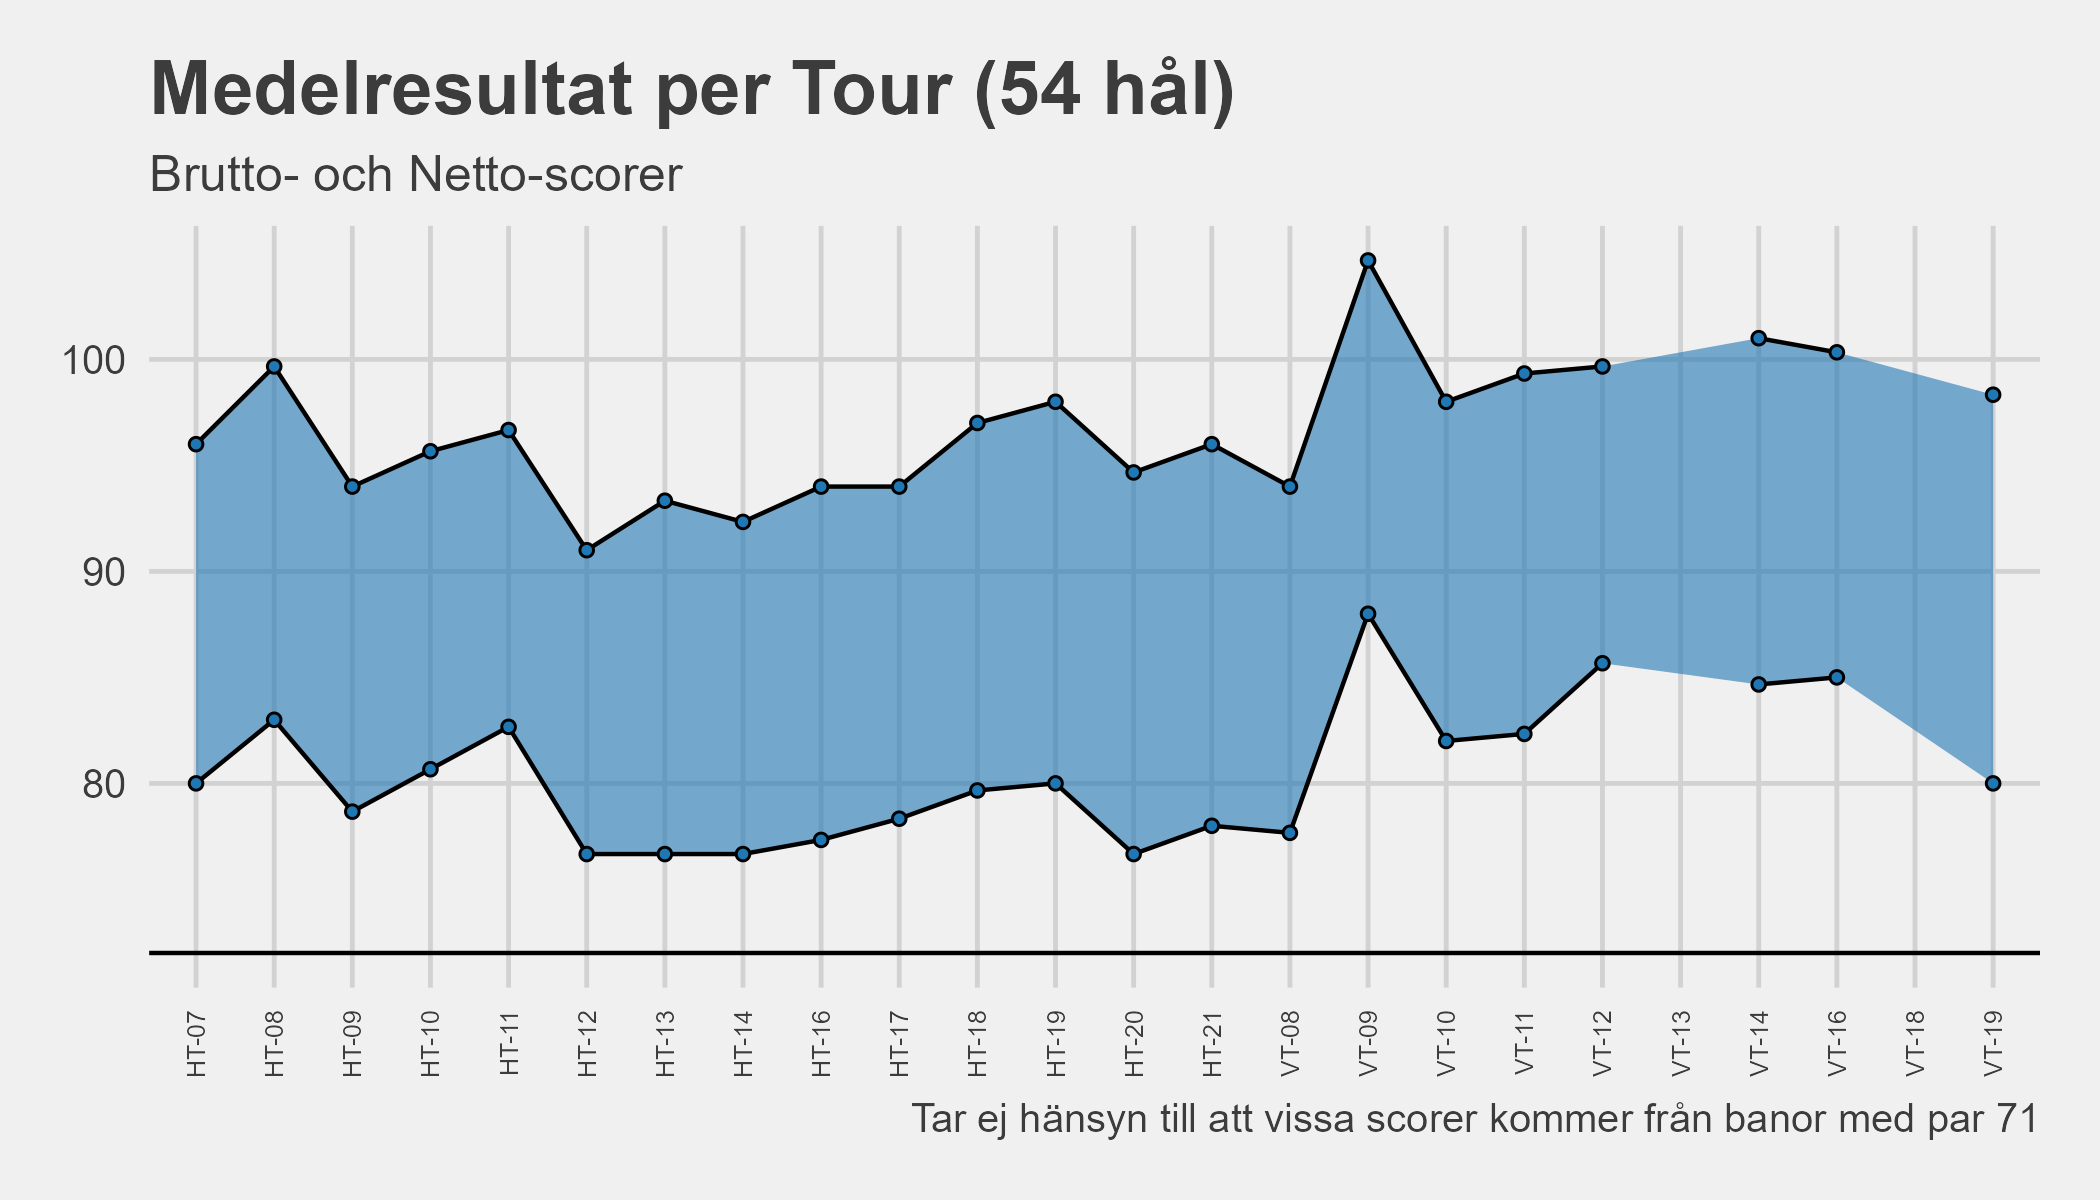 Medelresultat per Tour (54 hål)
Brutto- och Netto-scorer
100
90
80
HT-07
HT-08
HT-09
HT-10
HT-11
HT-12
HT-13
HT-14
HT-16
HT-17
HT-18
HT-19
HT-20
HT-21
VT-08
VT-09
VT-10
VT-11
VT-12
VT-13
VT-14
VT-16
VT-18
VT-19
Tar ej hänsyn till att vissa scorer kommer från banor med par 71